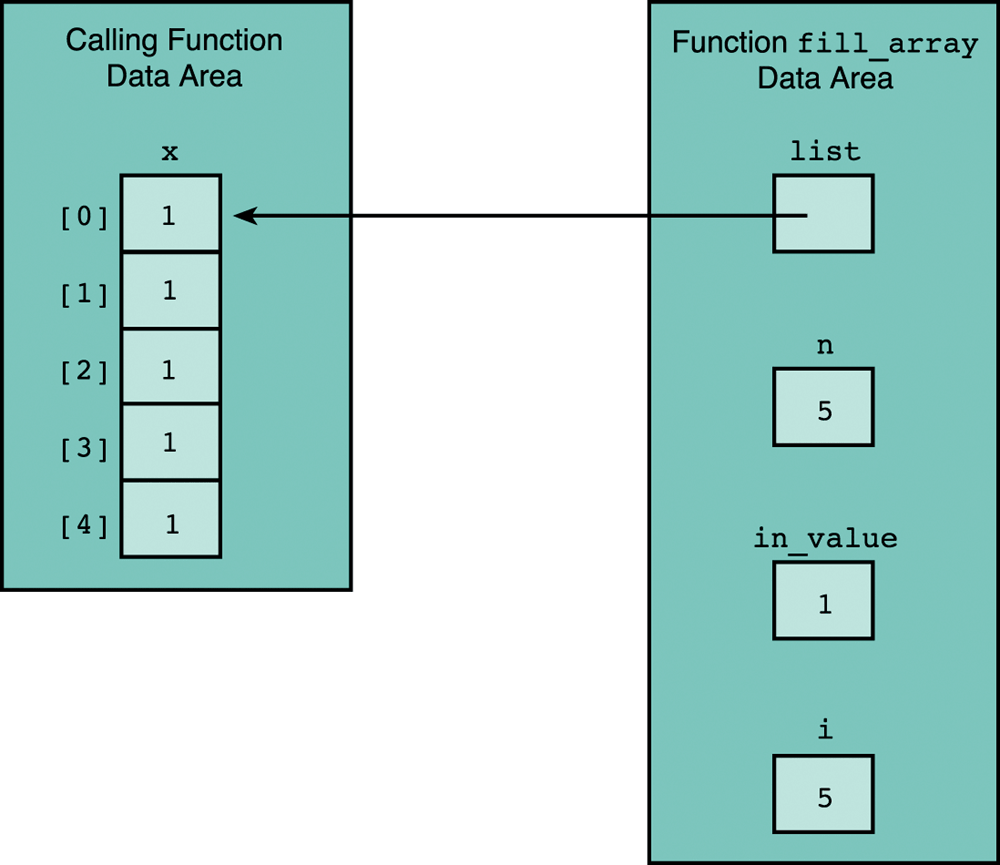 Calling Function
Data Area
x
[0] 1
[1] 1
[2] 1
[3] 1
[4] 1
Function fill_array
Data Area
list
n
5
in_value
1
i
5